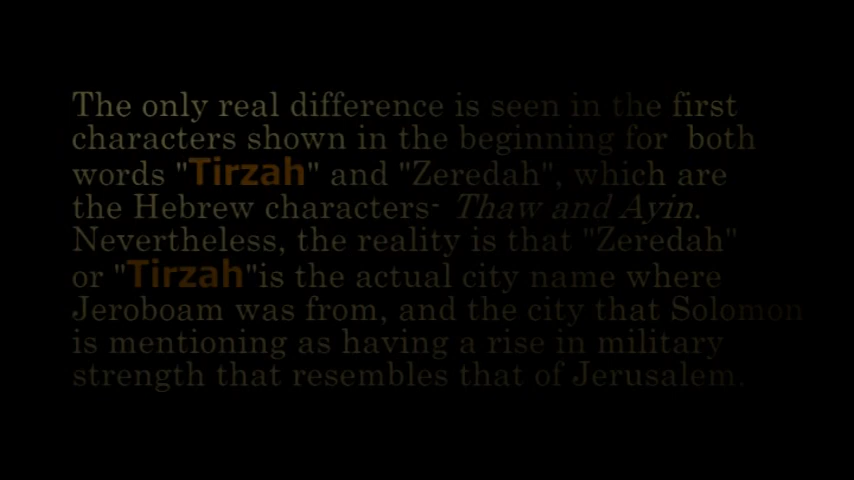 The only real difference is seen in the first
characters shown in the beginning for  both
words "Tirzah" and "Zeredah", which are
the Hebrew characters- Thaw and Ayin.
Nevertheless, the reality is that "Zeredah"
or "Tirzah"is the actual city name where
Jeroboam was from, and the city that Solomon
is mentioning as having a rise in military
strength that resembles that of Jerusalem.